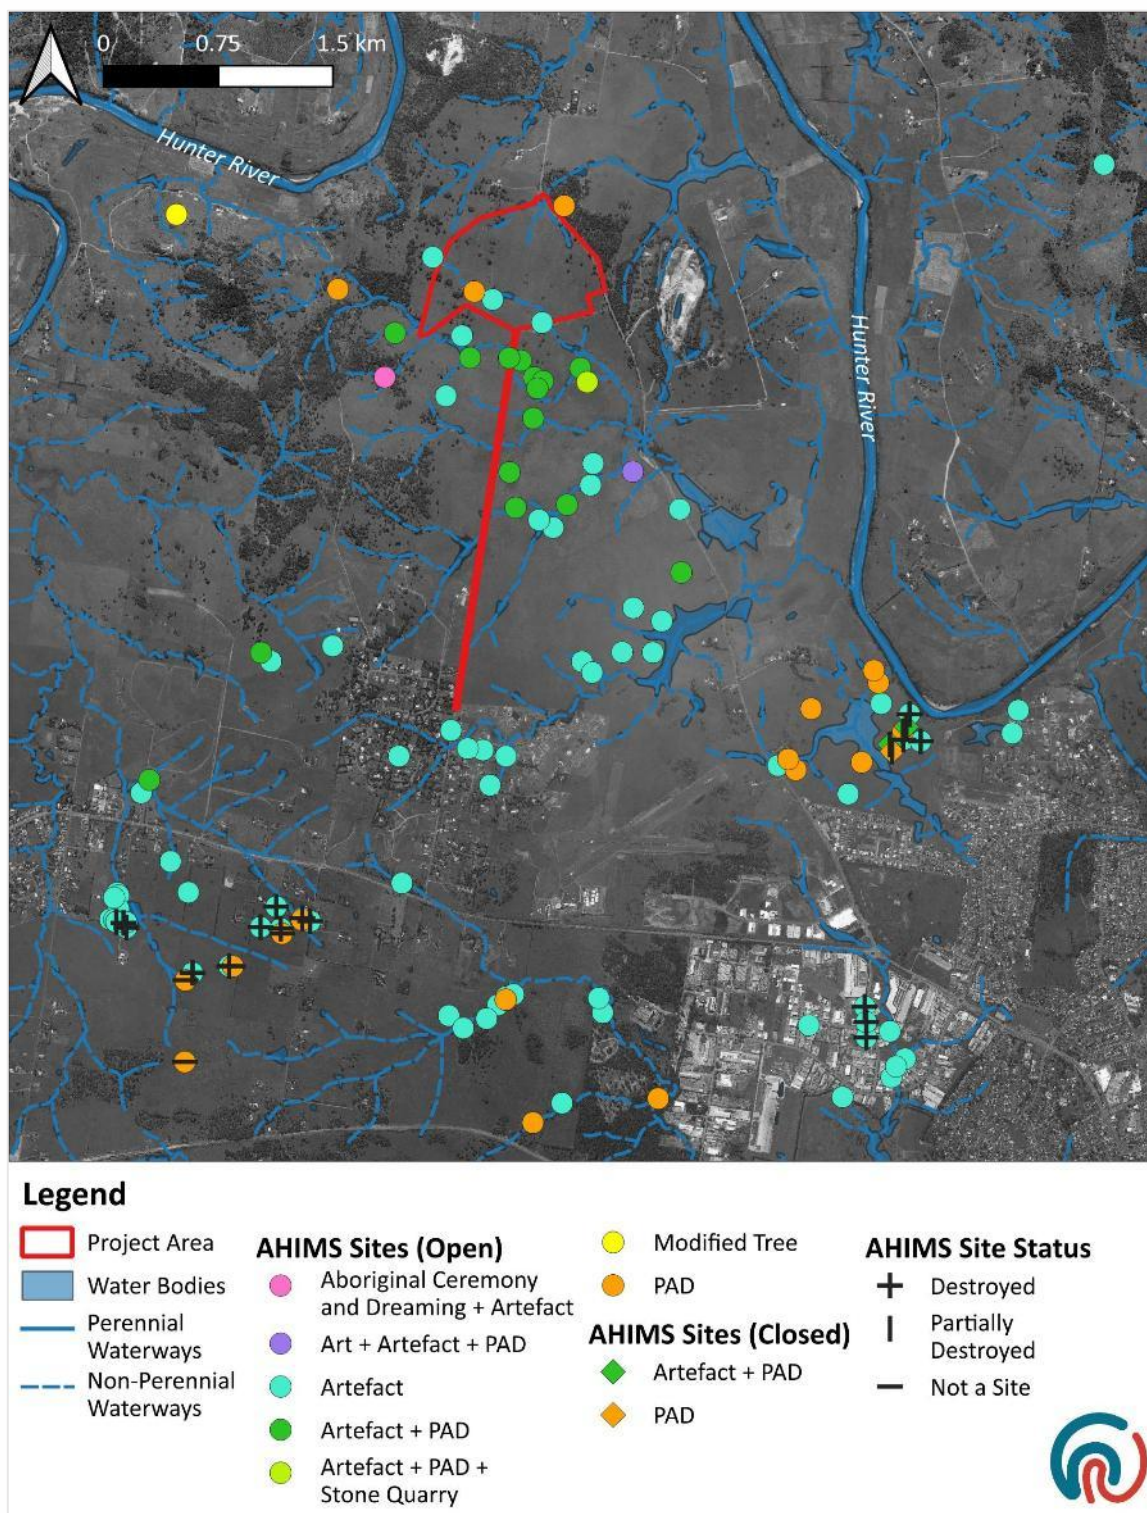 0 0.75 1.5 km
Hunter River
Hunter River
Legend
Project Area
Water Bodies
Perennial
Waterways
Non-Perennial
Waterways
AHIMS Sites (Open)
Aboriginal Ceremony
and Dreaming + Artefact
Art + Artefact + PAD
Artefact
Artefact + PAD
Artefact + PAD +
Stone Quarry
Modified Tree
PAD
AHIMS Sites (Closed)
Artefact + PAD
PAD
AHIMS Site Status
Destroyed
Partially
Destroyed
Not a Site